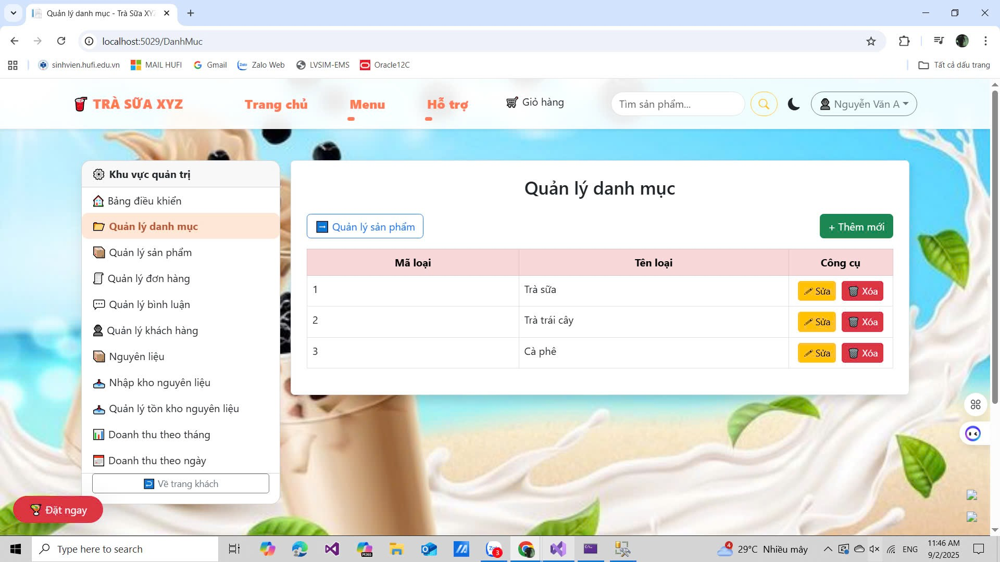 Quản lý danh mục - Trà Sữa XYZ
localhost:5029/DanhMuc
sinhvien.hufi.edu.vn
MAIL HUFI
Gmail
Zalo Web
LVSIM-EMS
Oracle12C
Tất cả dấu trang
TRÀ SỮA XYZ
Trang chủ
Menu
Hỗ trợ
Giỏ hàng
Tìm sản phẩm...
Nguyễn Văn A
Khu vực quản trị
Bảng điều khiển
Quản lý danh mục
Quản lý sản phẩm
Quản lý đơn hàng
Quản lý bình luận
Quản lý khách hàng
Nguyên liệu
Nhập kho nguyên liệu
Quản lý tồn kho nguyên liệu
Doanh thu theo tháng
Doanh thu theo ngày
Về trang khách
Đặt ngay
Quản lý danh mục
Quản lý sản phẩm
+ Thêm mới
Mã loại Tên loại Công cụ
1 Trà sữa Sửa Xóa
2 Trà trái cây Sửa Xóa
3 Cà phê Sửa Xóa
Type here to search
M365
3
4
29°C Nhiều mây
ENG
11:46 AM
9/2/2025